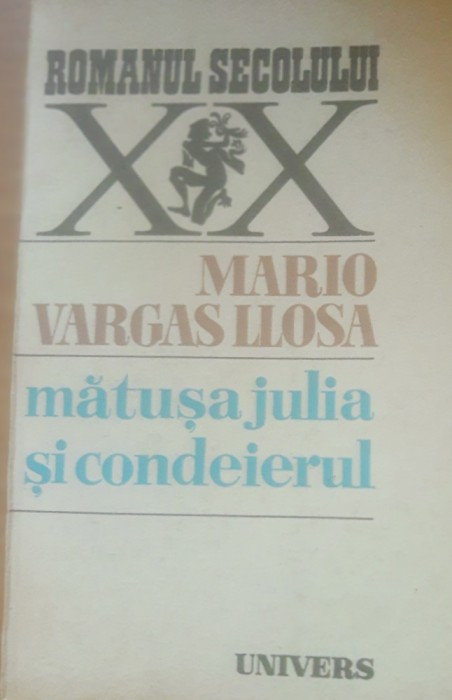 ROMANUL SECOLULUI
XX
MARIO
VARGAS LLOSA
mătușa julia
și condeierul
UNIVERS